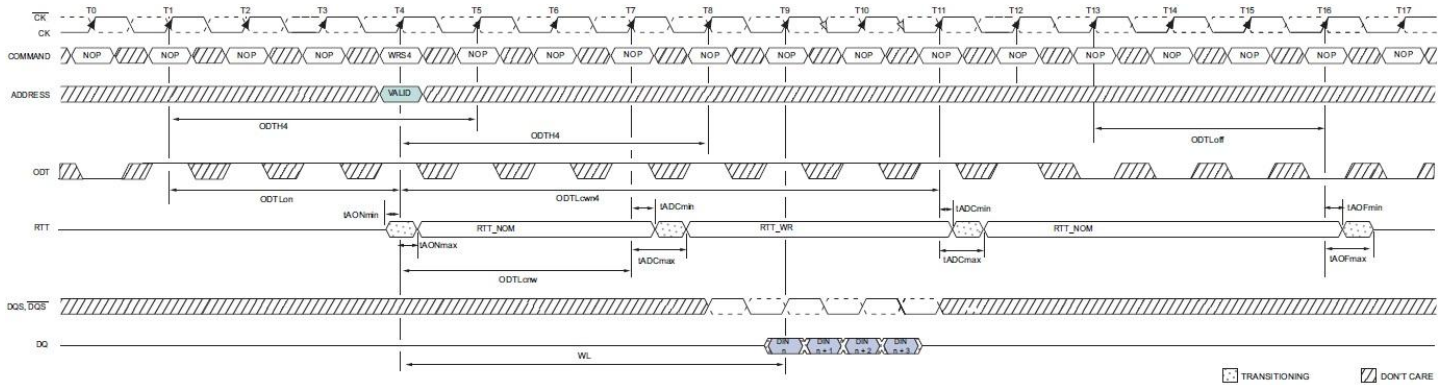 T0 T1 T2 T3 T4 T5 T6 T7 T8 T9 T10 T11 T12 T13 T14 T15 T16 T17
CK
CK
COMMAND NOP NOP NOP NOP WRS4 NOP NOP NOP NOP NOP NOP NOP NOP NOP NOP NOP NOP NOP
ADDRESS VALID
ODTH4 ODTLoff
ODTH4
ODT
ODTLon ODTLcwn4
tAONmin tADCmin tADCmin tAOFmin
RTT RTT_NOM RTT_WR RTT_NOM
tAONmax tADCmax tADCmax tAOFmax
ODTLcnw
DQS, DQS
DQ DIN n DIN n + 1 DIN n + 2 DIN n + 3
WL
TRANSITIONING DON'T CARE